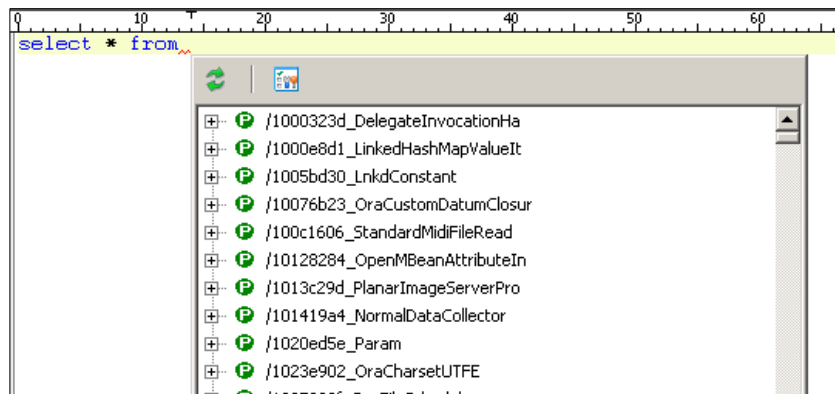 0 10 20 30 40 50 60
select * from
/1000323d_DelegateInvocationHa
/1000e8d1_LinkedHashMapValueIt
/1005bd30_LnkdConstant
/10076b23_OraCustomDatumClosur
/100c1606_StandardMidiFileRead
/10128284_OpenMBeanAttributeIn
/1013c29d_PlanarImageServerPro
/101419a4_NormalDataCollector
/1020ed5e_Param
/1023e902_OraCharsetUTFE